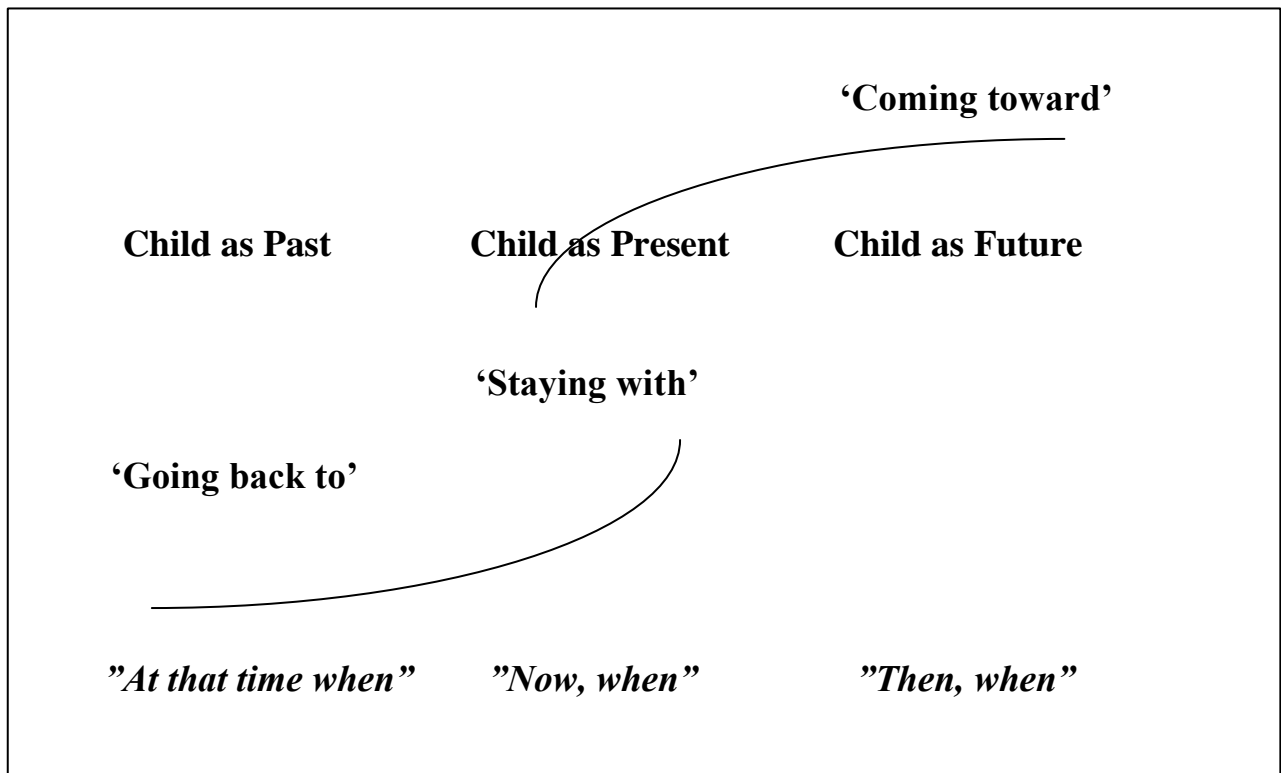 ‘Coming toward’
Child as Past Child as Present Child as Future
‘Staying with’
‘Going back to’
”At that time when” ”Now, when” ”Then, when”